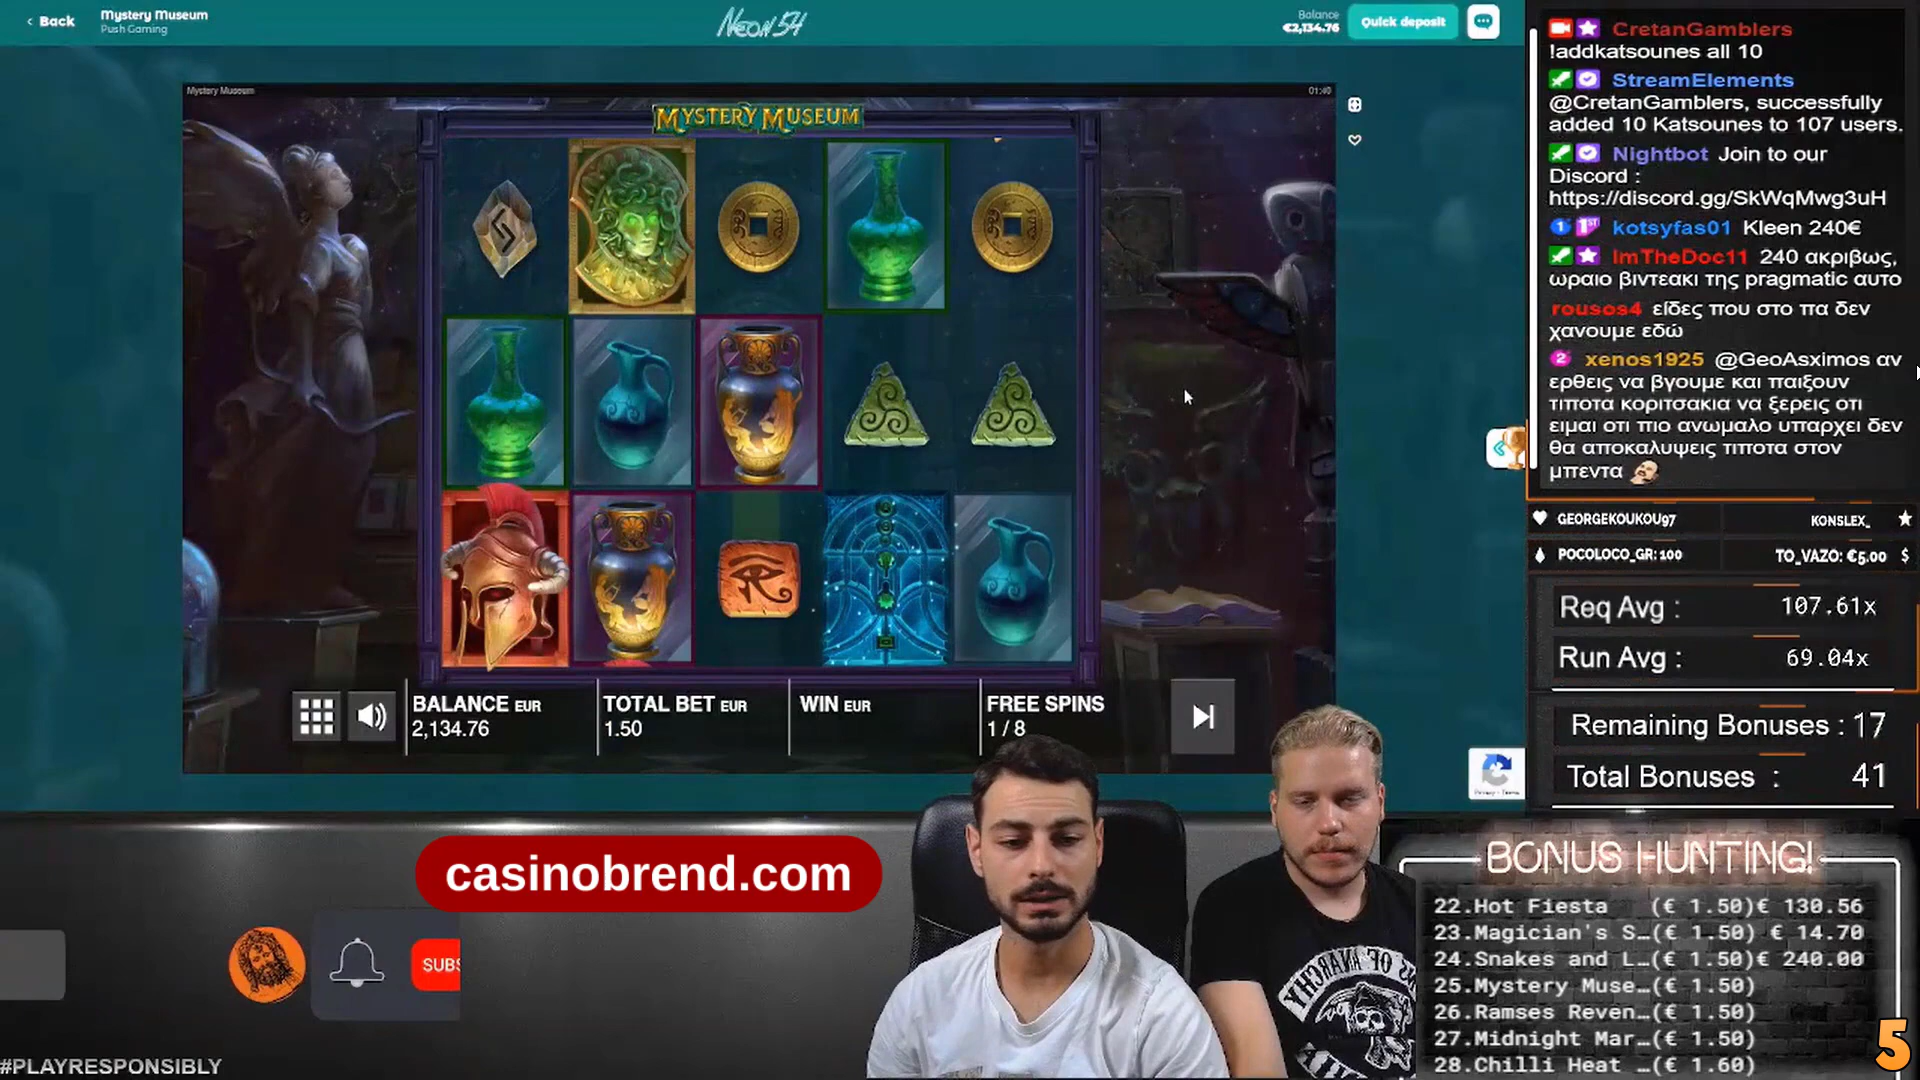 Back
Mystery Museum
Push Gaming
Neon54
Balance
€2,134.76
Quick deposit
Mystery Museum
01:40
MYSTERY MUSEUM
BALANCE EUR
2,134.76
TOTAL BET EUR
1.50
WIN EUR
FREE SPINS
1 / 8
CretanGamblers
!addkatsounes all 10
StreamElements
@CretanGamblers, successfully
added 10 Katsounes to 107 users.
Nightbot Join to our
Discord :
https://discord.gg/SkWqMwg3uH
kotsyfas01 Kleen 240€
ImTheDoc11 240 ακριβως,
ωραιο βιντεακι της pragmatic αυτο
rousos4 είδες που στο πα δεν
χανουμε εδώ
xenos1925 @GeoAsximos αν
ερθεις να βγουμε και παιξουν
τιποτα κοριτσακια να ξερεις οτι
ειμαι οτι πιο ανωμαλο υπαρχει δεν
θα αποκαλυψεις τιποτα στον
μπεντα
GEORGEKOUKOU97
KONSLEX_
POCOLOCO_GR: 100
TO_VAZO: €5.00 $
Req Avg : 107.61x
Run Avg : 69.04x
Remaining Bonuses : 17
Total Bonuses : 41
Privacy - Terms
BONUS HUNTING!
22.Hot Fiesta (€ 1.50)€ 130.56
23.Magician's S…(€ 1.50) € 14.70
24.Snakes and L…(€ 1.50)€ 240.00
25.Mystery Muse…(€ 1.50)
26.Ramses Reven…(€ 1.50)
27.Midnight Mar…(€ 1.50)
28.Chilli Heat (€ 1.60)
5
casinobrend.com
SUBS
#PLAYRESPONSIBLY